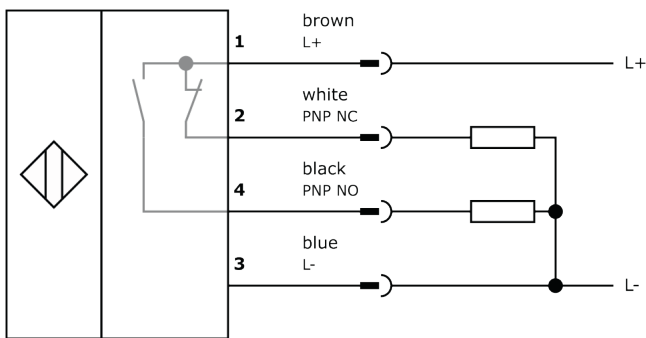 brown
1
L+
L+
white
2
PNP NC
black
4
PNP NO
blue
3
L-
L-